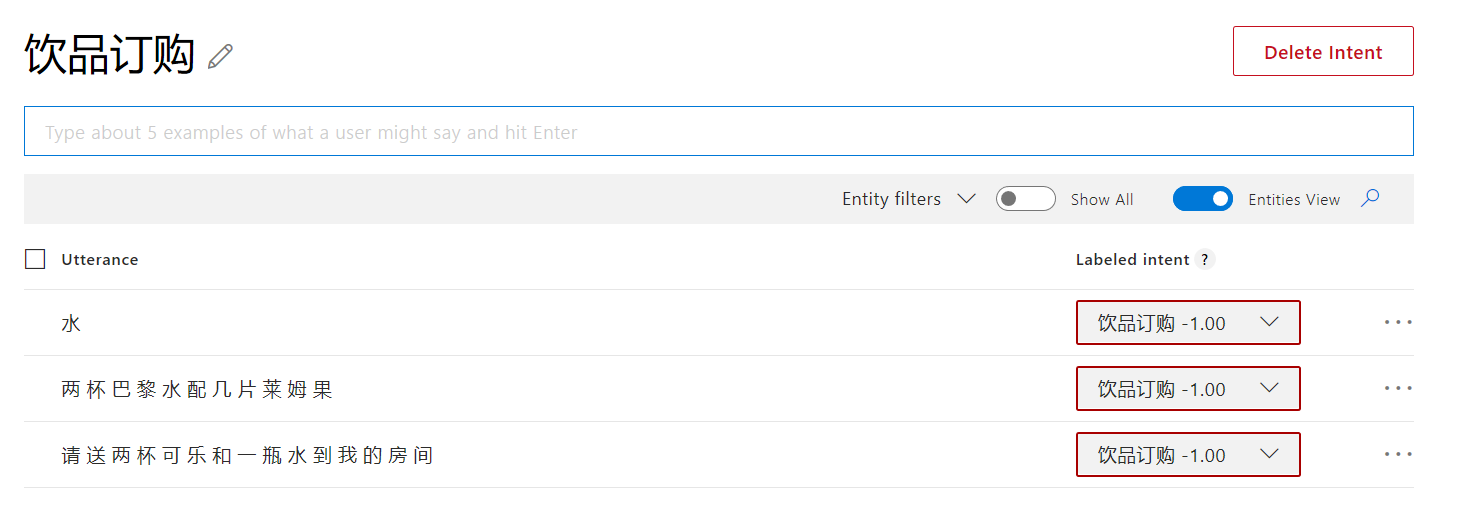 饮品订购
Delete Intent
Type about 5 examples of what a user might say and hit Enter
Entity filters Show All Entities View
Utterance Labeled intent ?
水 饮品订购 -1.00
两杯巴黎水配几片莱姆果 饮品订购 -1.00
请送两杯可乐和一瓶水到我的房间 饮品订购 -1.00